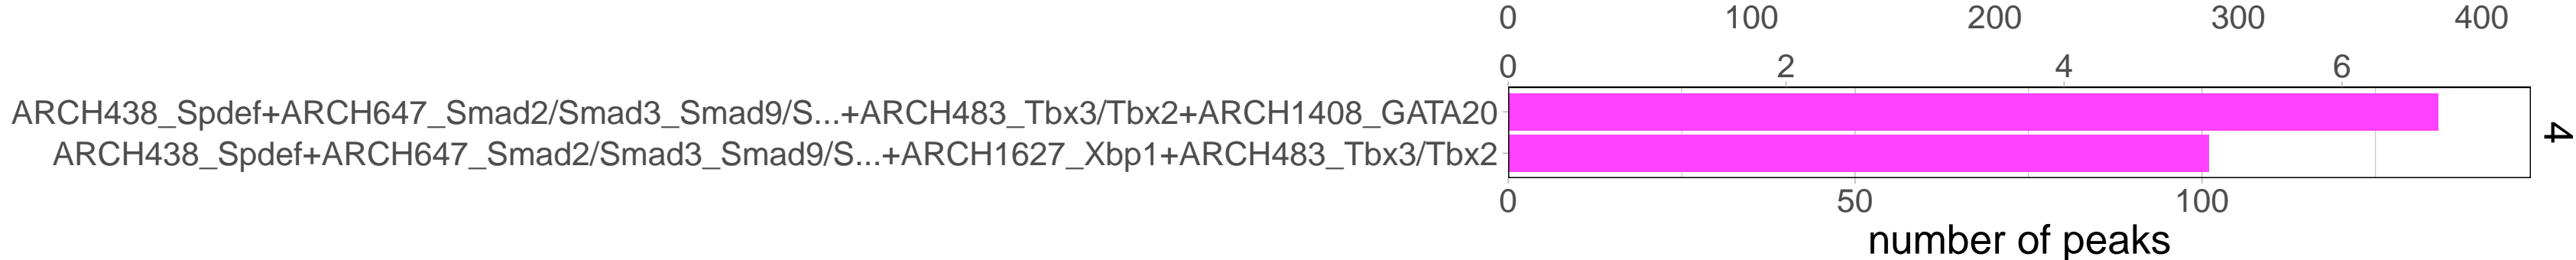 0 100 200 300 400
0 2 4 6
ARCH438_Spdef+ARCH647_Smad2/Smad3_Smad9/S...+ARCH483_Tbx3/Tbx2+ARCH1408_GATA20
ARCH438_Spdef+ARCH647_Smad2/Smad3_Smad9/S...+ARCH1627_Xbp1+ARCH483_Tbx3/Tbx2
4
0 50 100
number of peaks